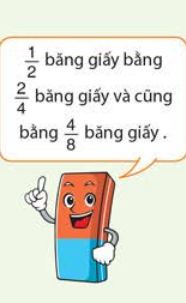 1/2 băng giấy bằng
2/4 băng giấy và cũng
bằng 4/8 băng giấy .